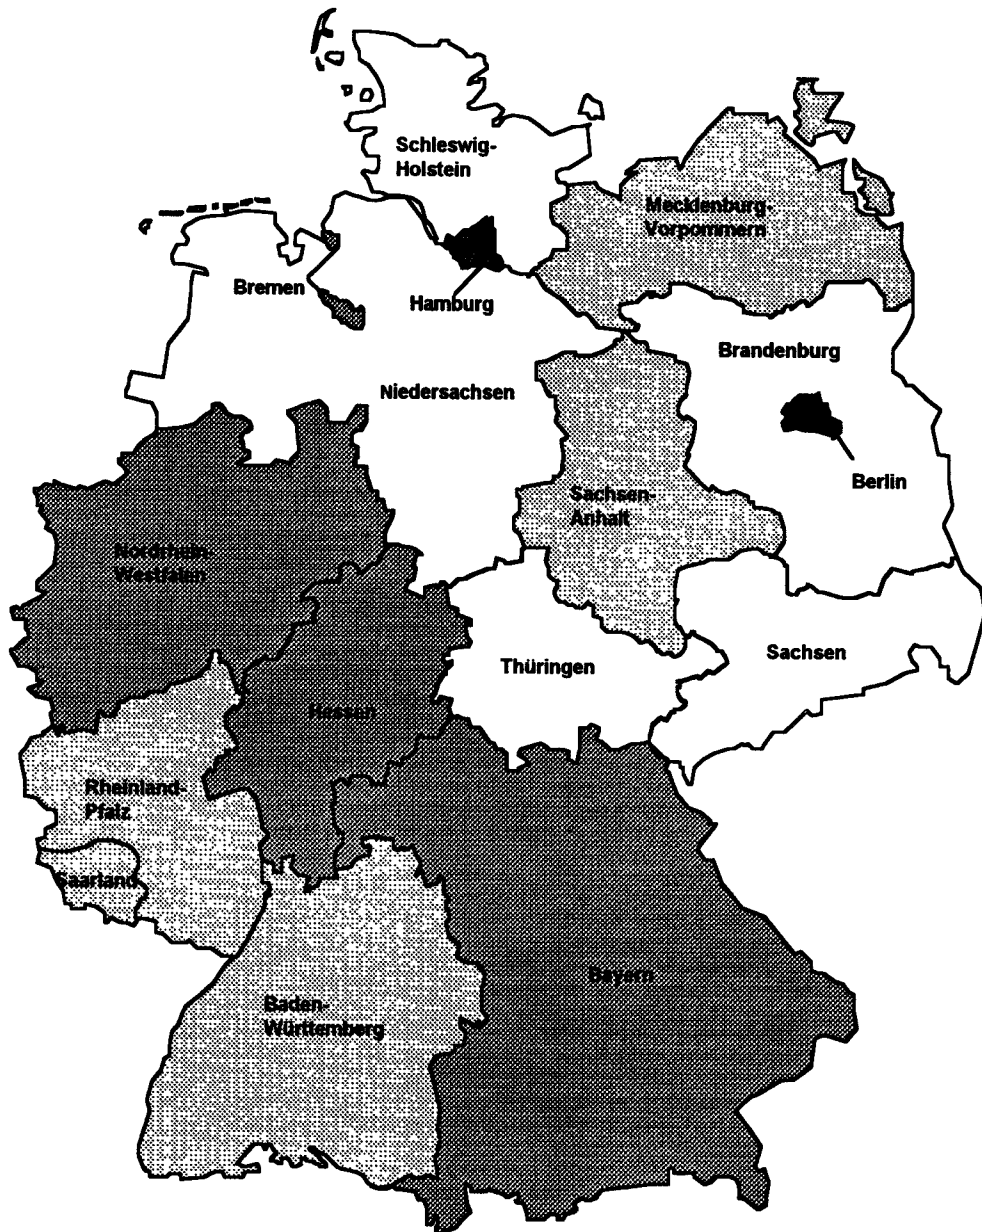 Schleswig-
Holstein
Mecklenburg-
Vorpommern
Bremen
Hamburg
Brandenburg
Niedersachsen
Berlin
Sachsen-
Anhalt
Nordrhein-
Westfalen
Sachsen
Thüringen
Hessen
Rheinland-
Pfalz
Saarland
Bayern
Baden-
Württemberg